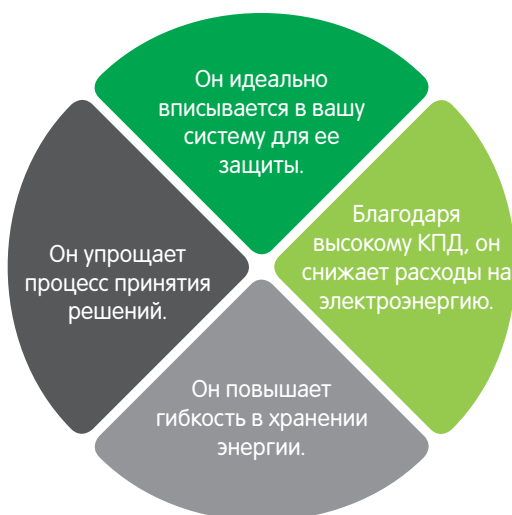 Он идеально
вписывается в вашу
систему для ее
защиты.
Благодаря
высокому КПД, он
снижает расходы на
электроэнергию.
Он упрощает
процесс принятия
решений.
Он повышает
гибкость в хранении
энергии.